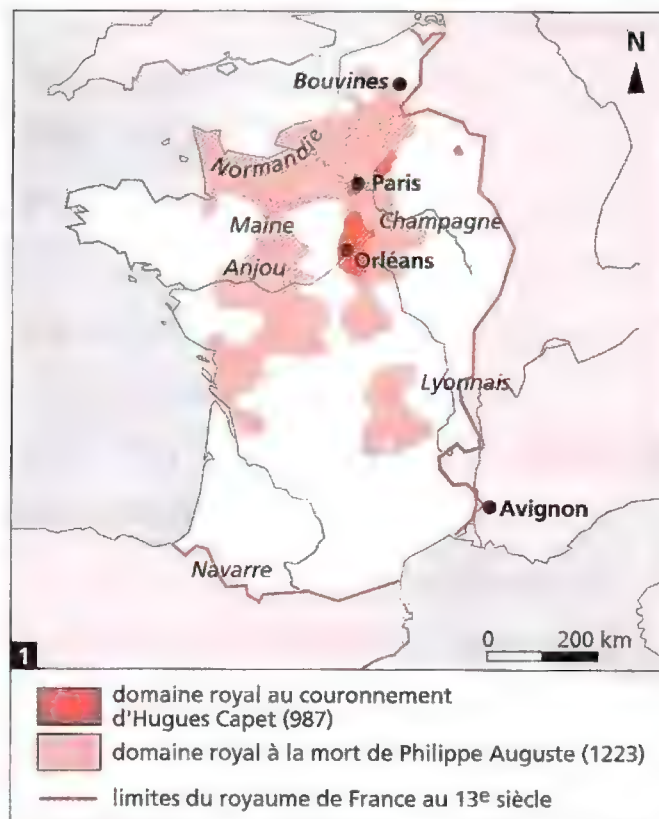 N
Bouvines
Normandie
Paris
Maine
Champagne
Anjou
Orléans
Lyonnais
Avignon
Navarre
0 200 km
1
domaine royal au couronnement
d'Hugues Capet (987)
domaine royal à la mort de Philippe Auguste (1223)
limites du royaume de France au 13e siècle